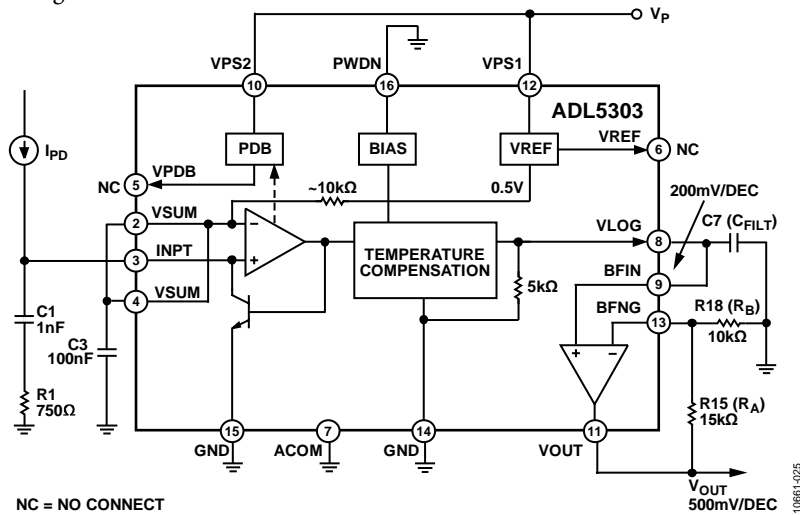 VP
VPS2
PWDN
VPS1
10
16
12
ADL5303
IPD
PDB
BIAS
VREF
VREF
6
NC
NC
5
VPDB
~10kΩ
0.5V
200mV/DEC
2
VSUM
−
VLOG
8
C7 (CFILT)
3
INPT
+
TEMPERATURE
COMPENSATION
5kΩ
BFIN
9
4
VSUM
C1
1nF
C3
100nF
BFNG
13
R18 (RB)
10kΩ
+
−
R1
750Ω
R15 (RA)
15kΩ
15
7
14
11
GND
ACOM
GND
VOUT
VOUT
500mV/DEC
NC = NO CONNECT
10661-025